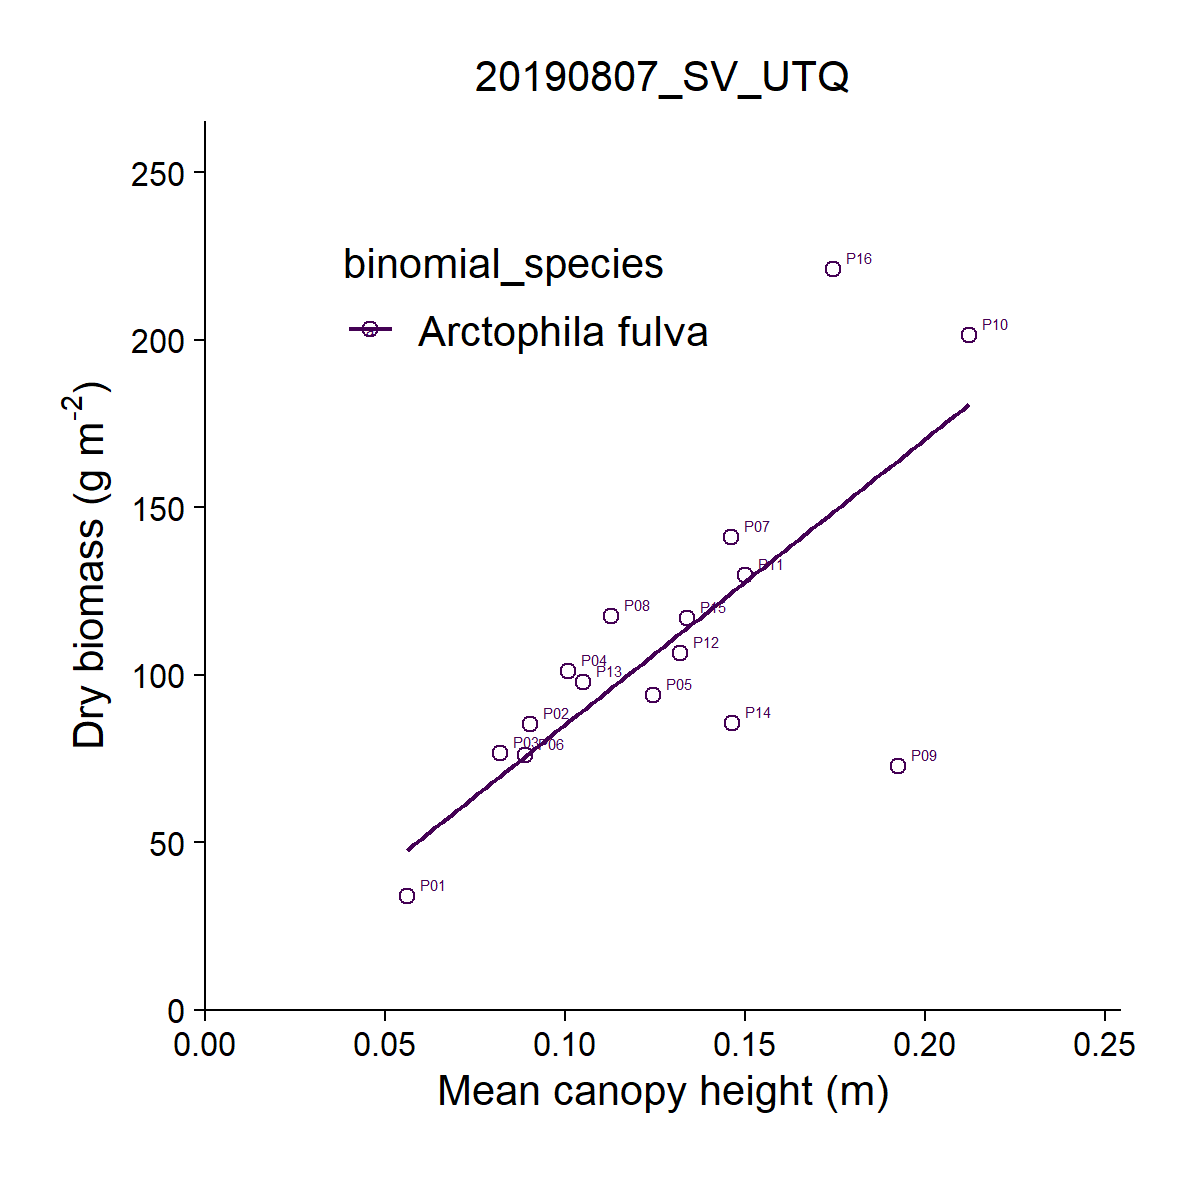 20190807_SV_UTQ
250
200
150
100
50
0
Dry biomass (g m⁻²)
binomial_species
Arctophila fulva
P16
P10
P07
P11
P08
P15
P12
P04
P13
P05
P02
P14
P03
P06
P09
P01
0.00 0.05 0.10 0.15 0.20 0.25
Mean canopy height (m)